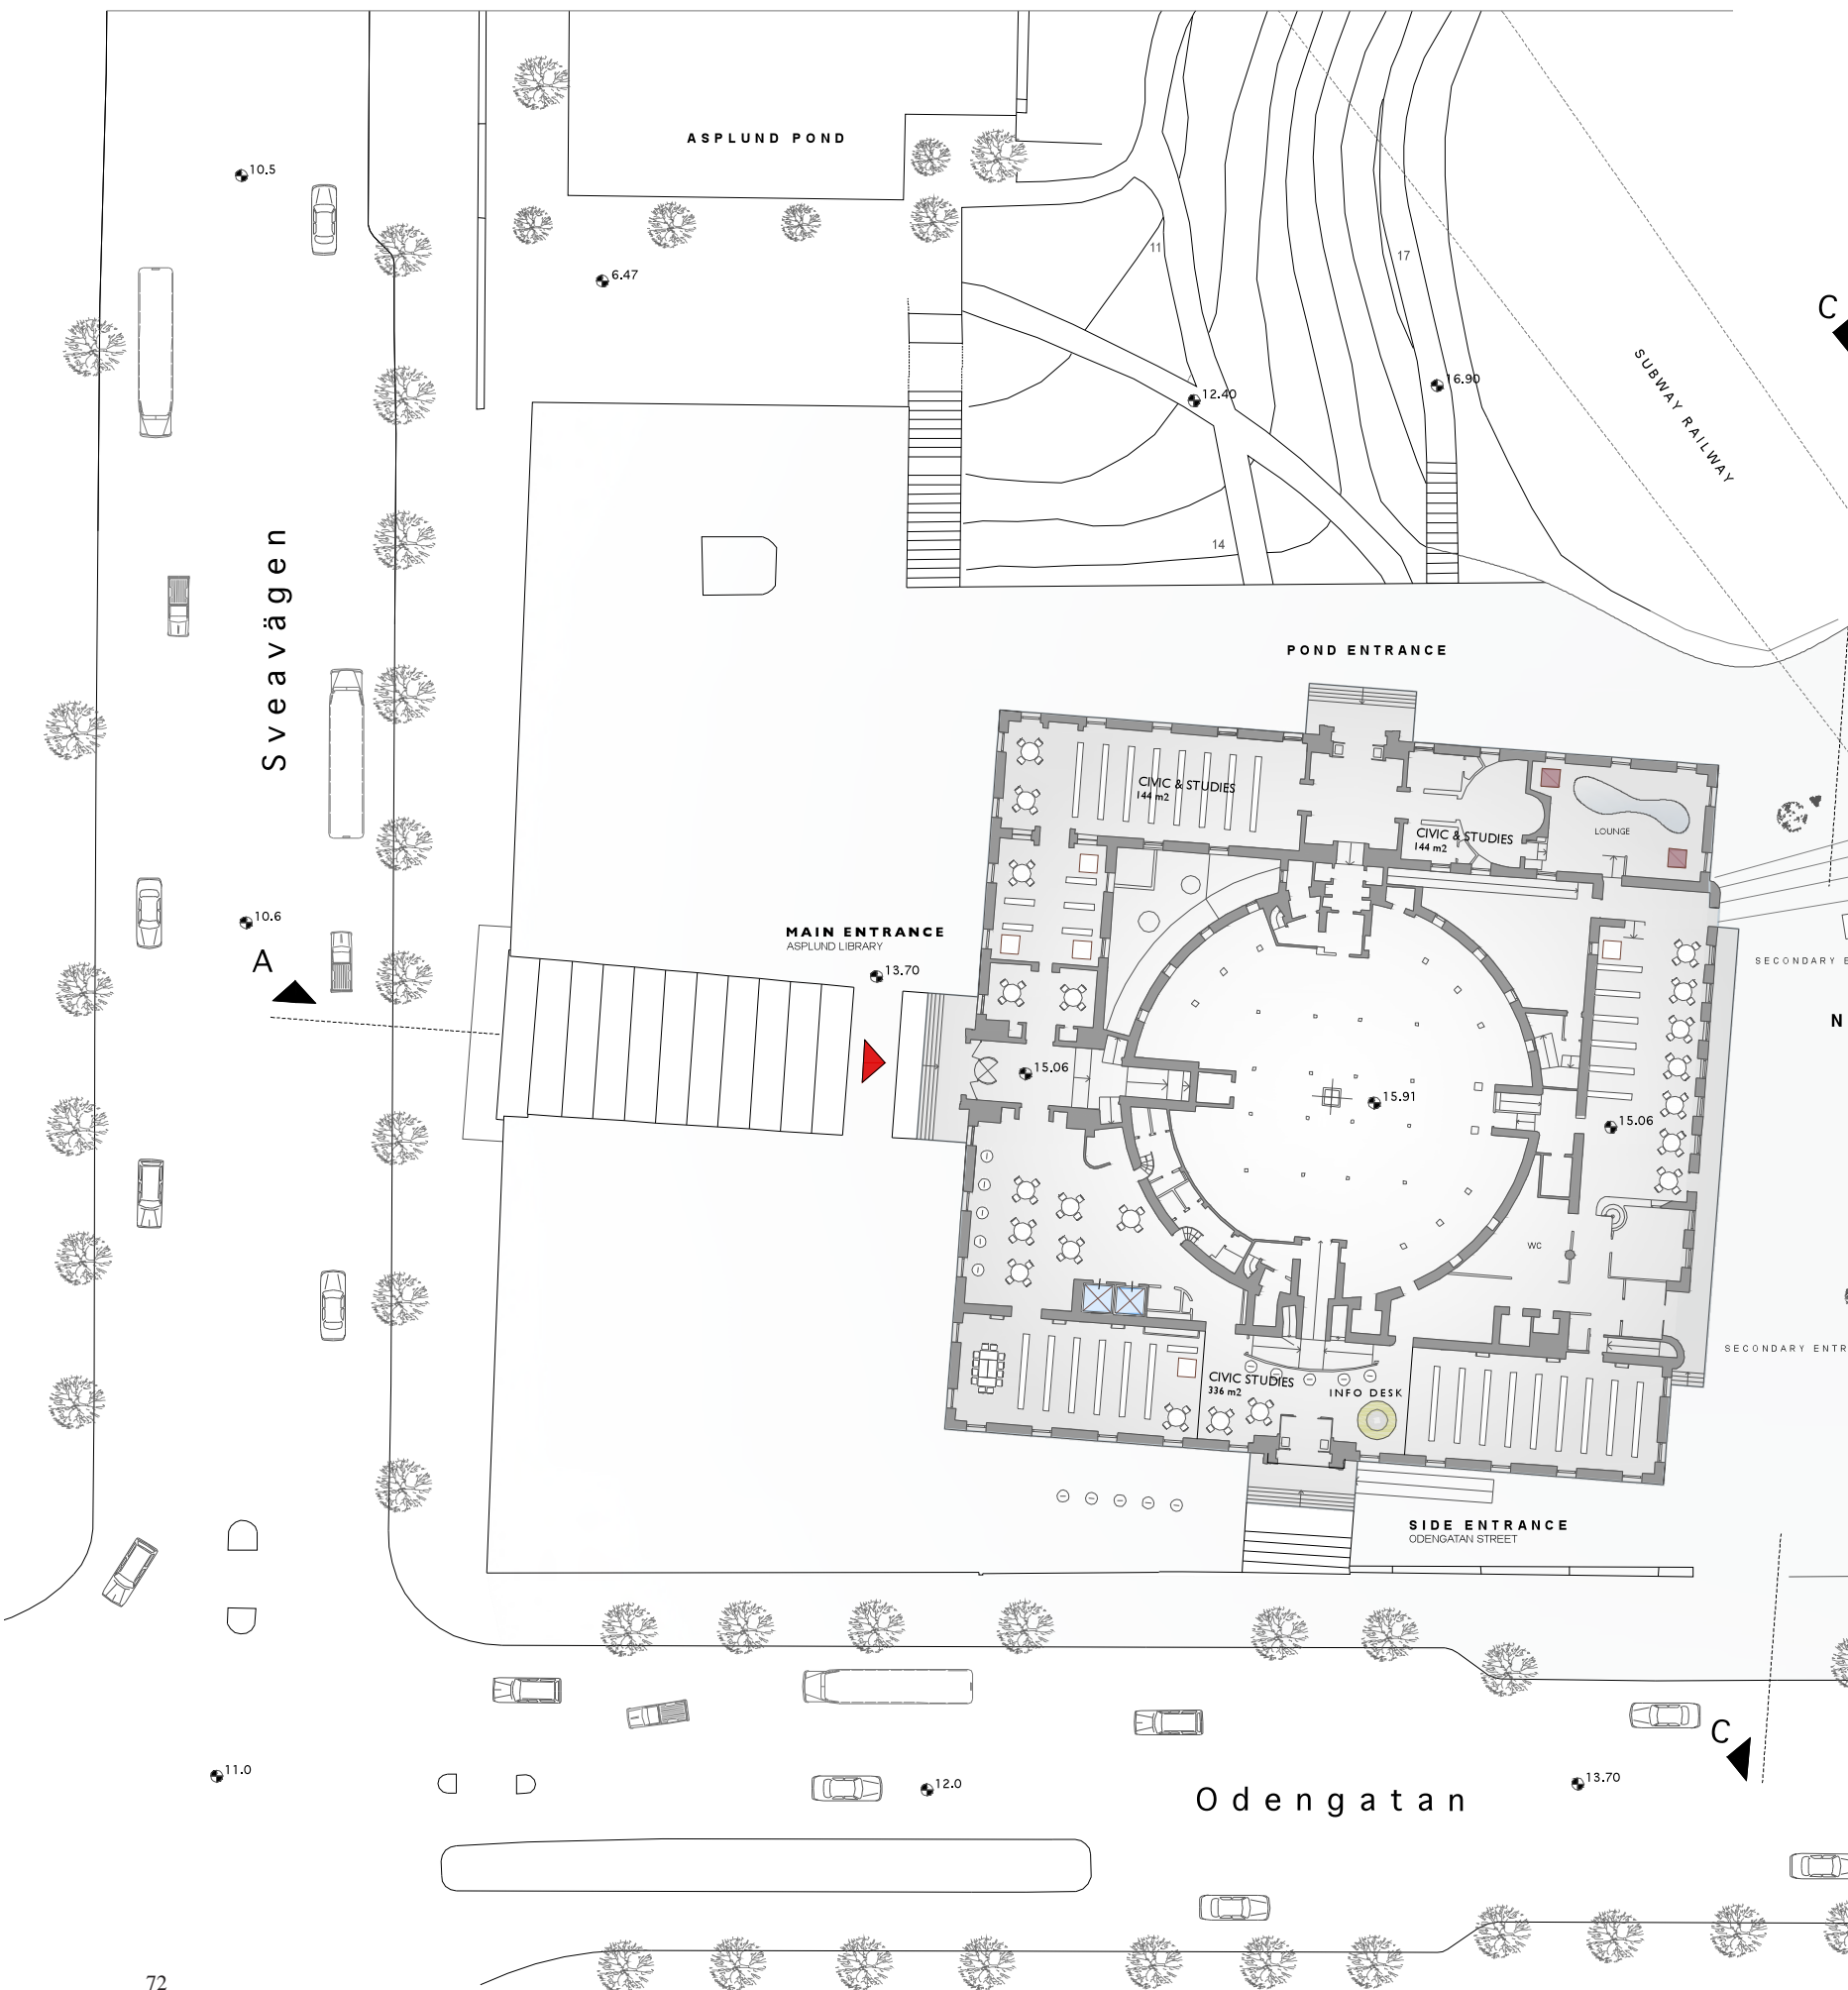 ASPLUND POND
10.5
11
17
6.47
C
SUBWAY RAILWAY
16.90
12.40
14
Sveavägen
POND ENTRANCE
CIVIC & STUDIES
144 m2
LOUNGE
CIVIC & STUDIES
144 m2
10.6
MAIN ENTRANCE
ASPLUND LIBRARY
A
13.70
SECONDARY E
N
15.06
15.91
15.06
WC
SECONDARY ENTR
CIVIC STUDIES
336 m2
INFO DESK
SIDE ENTRANCE
ODENGATAN STREET
C
11.0
12.0
Odengatan
13.70
72